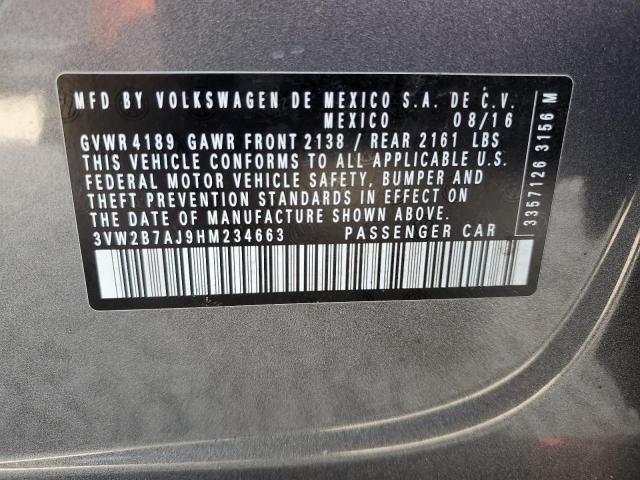 MFD BY VOLKSWAGEN DE MEXICO S.A. DE C.V.
MEXICO 08/16
GVWR 4189 GAWR FRONT 2138 / REAR 2161 LBS
THIS VEHICLE CONFORMS TO ALL APPLICABLE U.S.
FEDERAL MOTOR VEHICLE SAFETY, BUMPER AND
THEFT PREVENTION STANDARDS IN EFFECT ON
THE DATE OF MANUFACTURE SHOWN ABOVE.
3VW2B7AJ9HM234663 PASSENGER CAR
3357126 3156 M